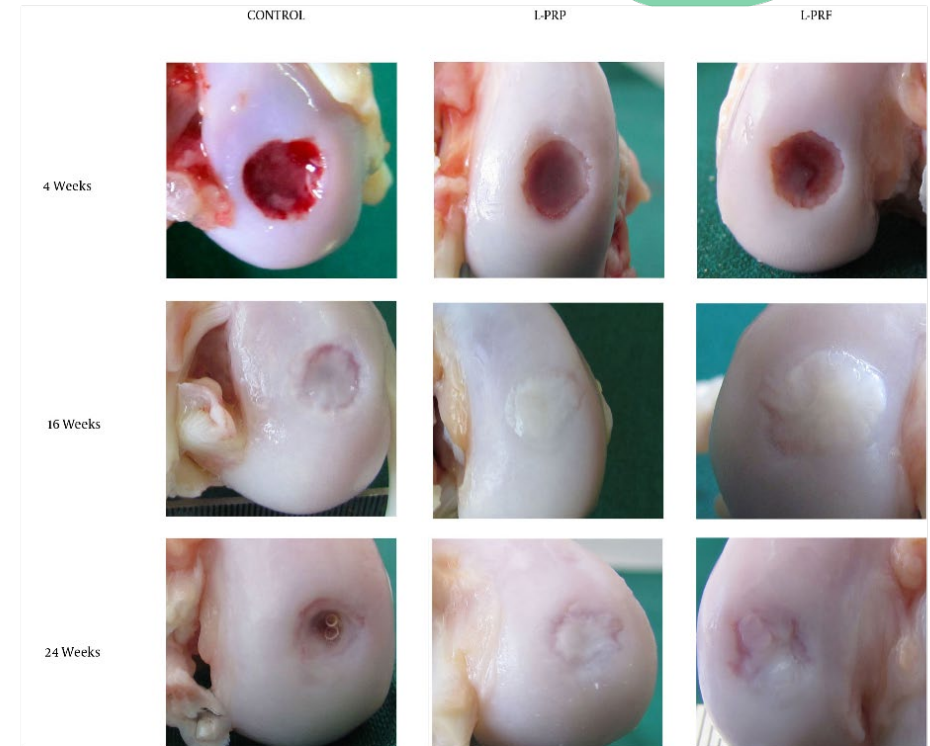 CONTROL
L-PRP
L-PRF
4 Weeks
16 Weeks
24 Weeks